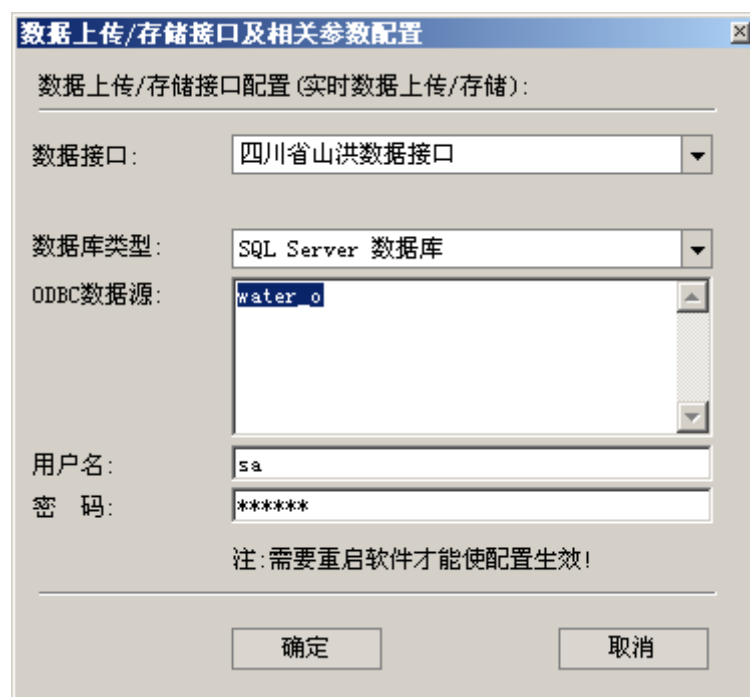 数据上传/存储接口及相关参数配置
数据上传/存储接口配置(实时数据上传/存储):
数据接口: 四川省山洪数据接口
数据库类型: SQL Server 数据库
ODBC数据源: water_o
用户名: sa
密 码: ******
注:需要重启软件才能使配置生效!
确定 取消